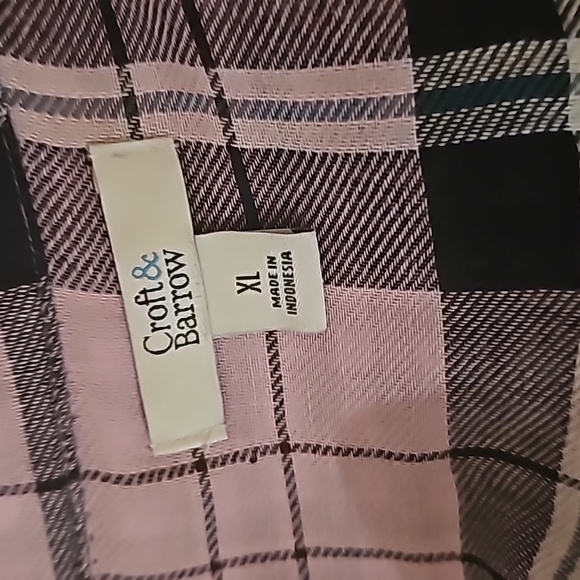 Croft &
Barrow
XL
MADE IN
INDONESIA